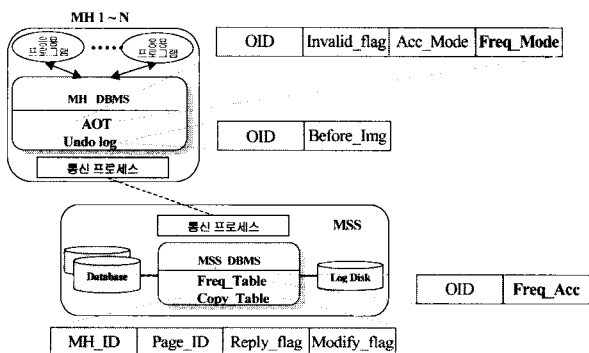 MH 1 ~ N
OID Invalid_flag Acc_Mode Freq_Mode
MH DBMS
AOT
Undo log
OID Before_Img
통신 프로세스
통신 프로세스
MSS
MSS DBMS
Database
Freq_Table
Copy_Table
Log Disk
OID Freq_Acc
MH_ID Page_ID Reply_flag Modify_flag